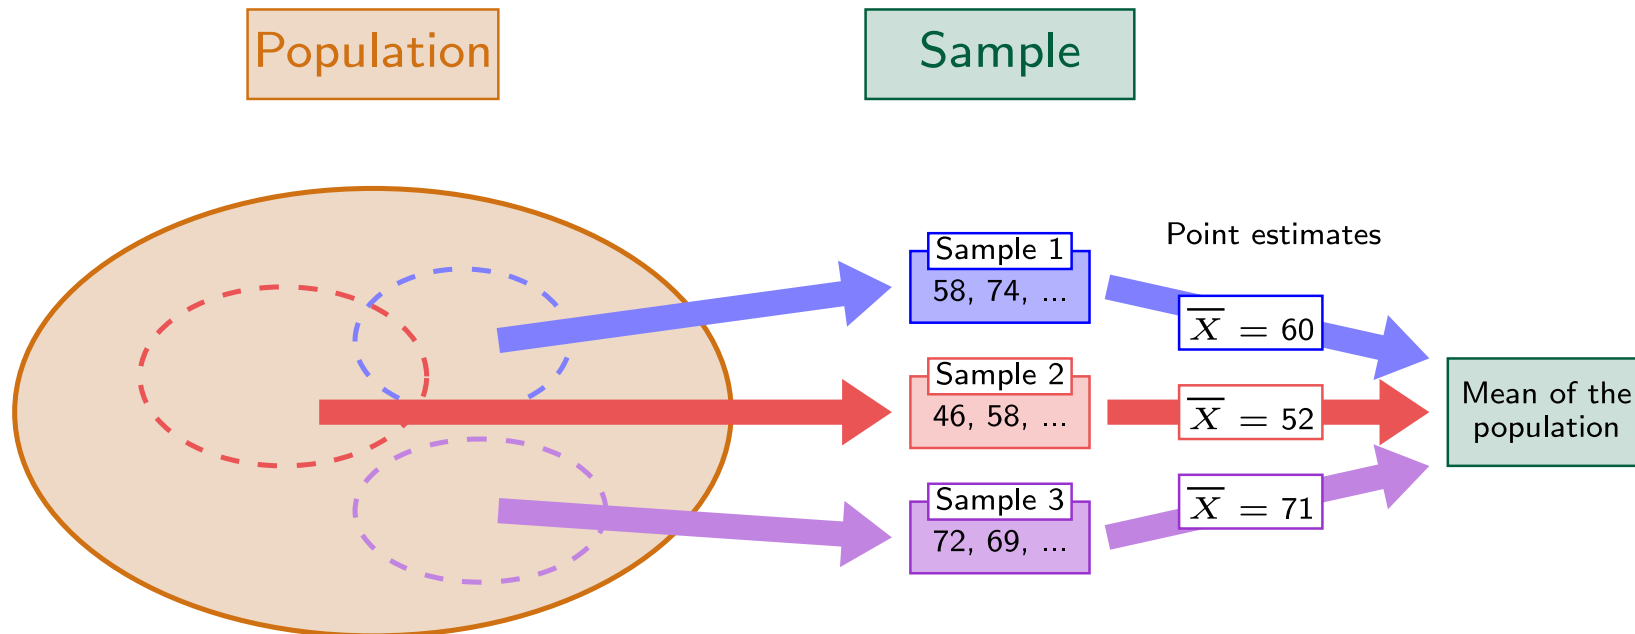 Population
Sample
Point estimates
Sample 1
58, 74, ...
X̅ = 60
Sample 2
46, 58, ...
X̅ = 52
Mean of the
population
Sample 3
72, 69, ...
X̅ = 71